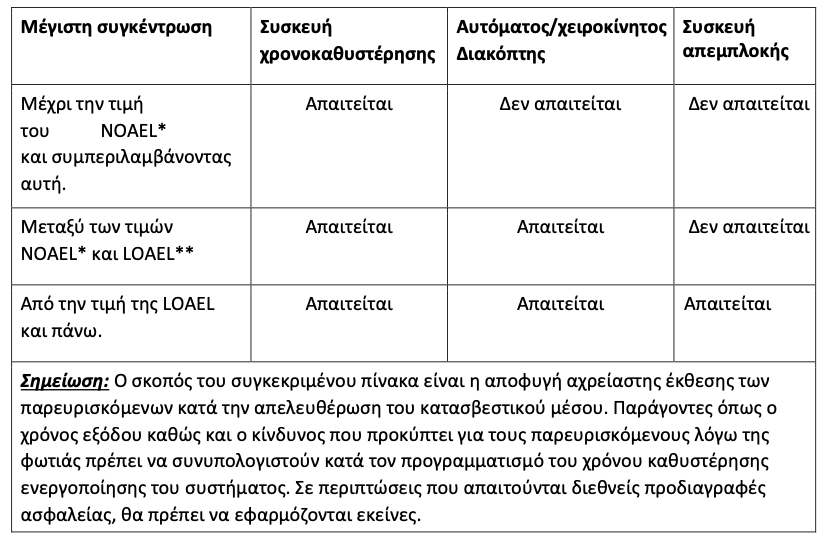 Μέγιστη συγκέντρωση
Συσκευή
χρονοκαθυστέρησης
Αυτόματος/χειροκίνητος
Διακόπτης
Συσκευή
απεμπλοκής
Μέχρι την τιμή
του NOAEL*
και συμπεριλαμβάνοντας
αυτή.
Απαιτείται
Δεν απαιτείται
Δεν απαιτείται
Μεταξύ των τιμών
NOAEL* και LOAEL**
Απαιτείται
Απαιτείται
Δεν απαιτείται
Από την τιμή της LOAEL
και πάνω.
Απαιτείται
Απαιτείται
Απαιτείται
Σημείωση: Ο σκοπός του συγκεκριμένου πίνακα είναι η αποφυγή αχρείαστης έκθεσης των
παρευρισκόμενων κατά την απελευθέρωση του κατασβεστικού μέσου. Παράγοντες όπως ο
χρόνος εξόδου καθώς και ο κίνδυνος που προκύπτει για τους παρευρισκόμενους λόγω της
φωτιάς πρέπει να συνυπολογιστούν κατά τον προγραμματισμό του χρόνου καθυστέρησης
ενεργοποίησης του συστήματος. Σε περιπτώσεις που απαιτούνται διεθνείς προδιαγραφές
ασφαλείας, θα πρέπει να εφαρμόζονται εκείνες.